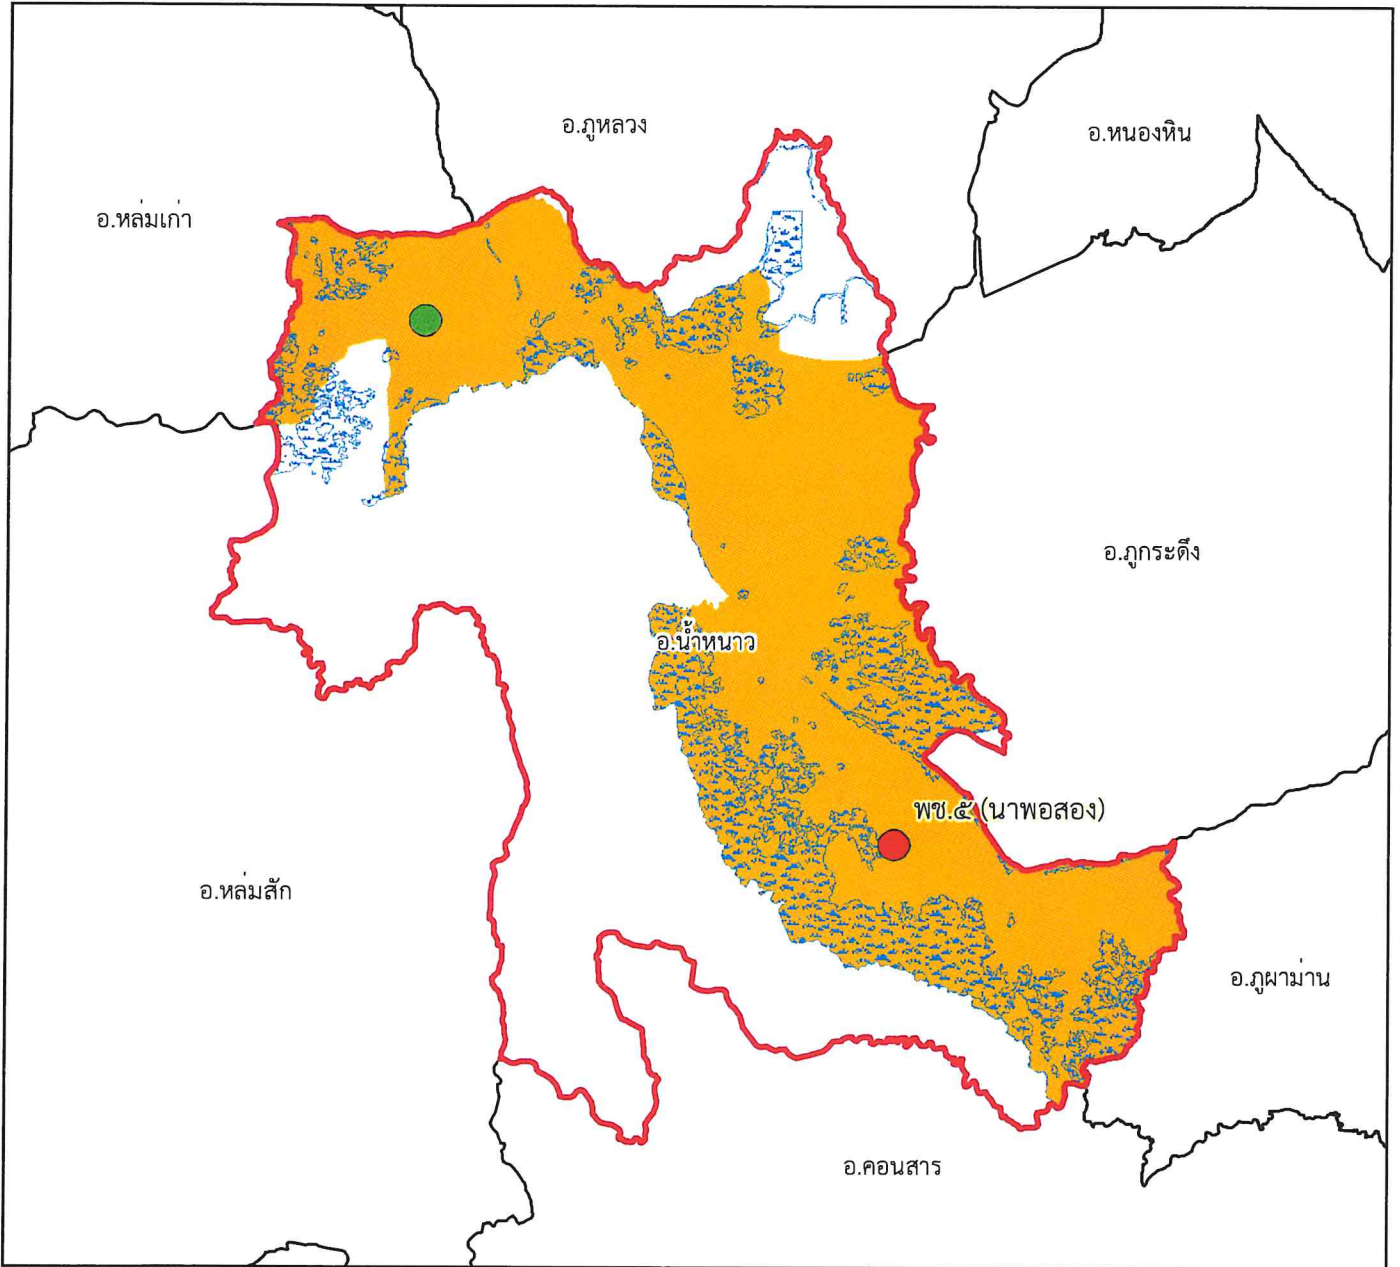 อ.ภูหลวง
อ.หนองหิน
อ.หล่มเก่า
อ.ภูกระดึง
อ.น้ำหนาว
พช.๕ (นาพอสอง)
อ.หล่มสัก
อ.ภูผาม่าน
อ.คอนสาร